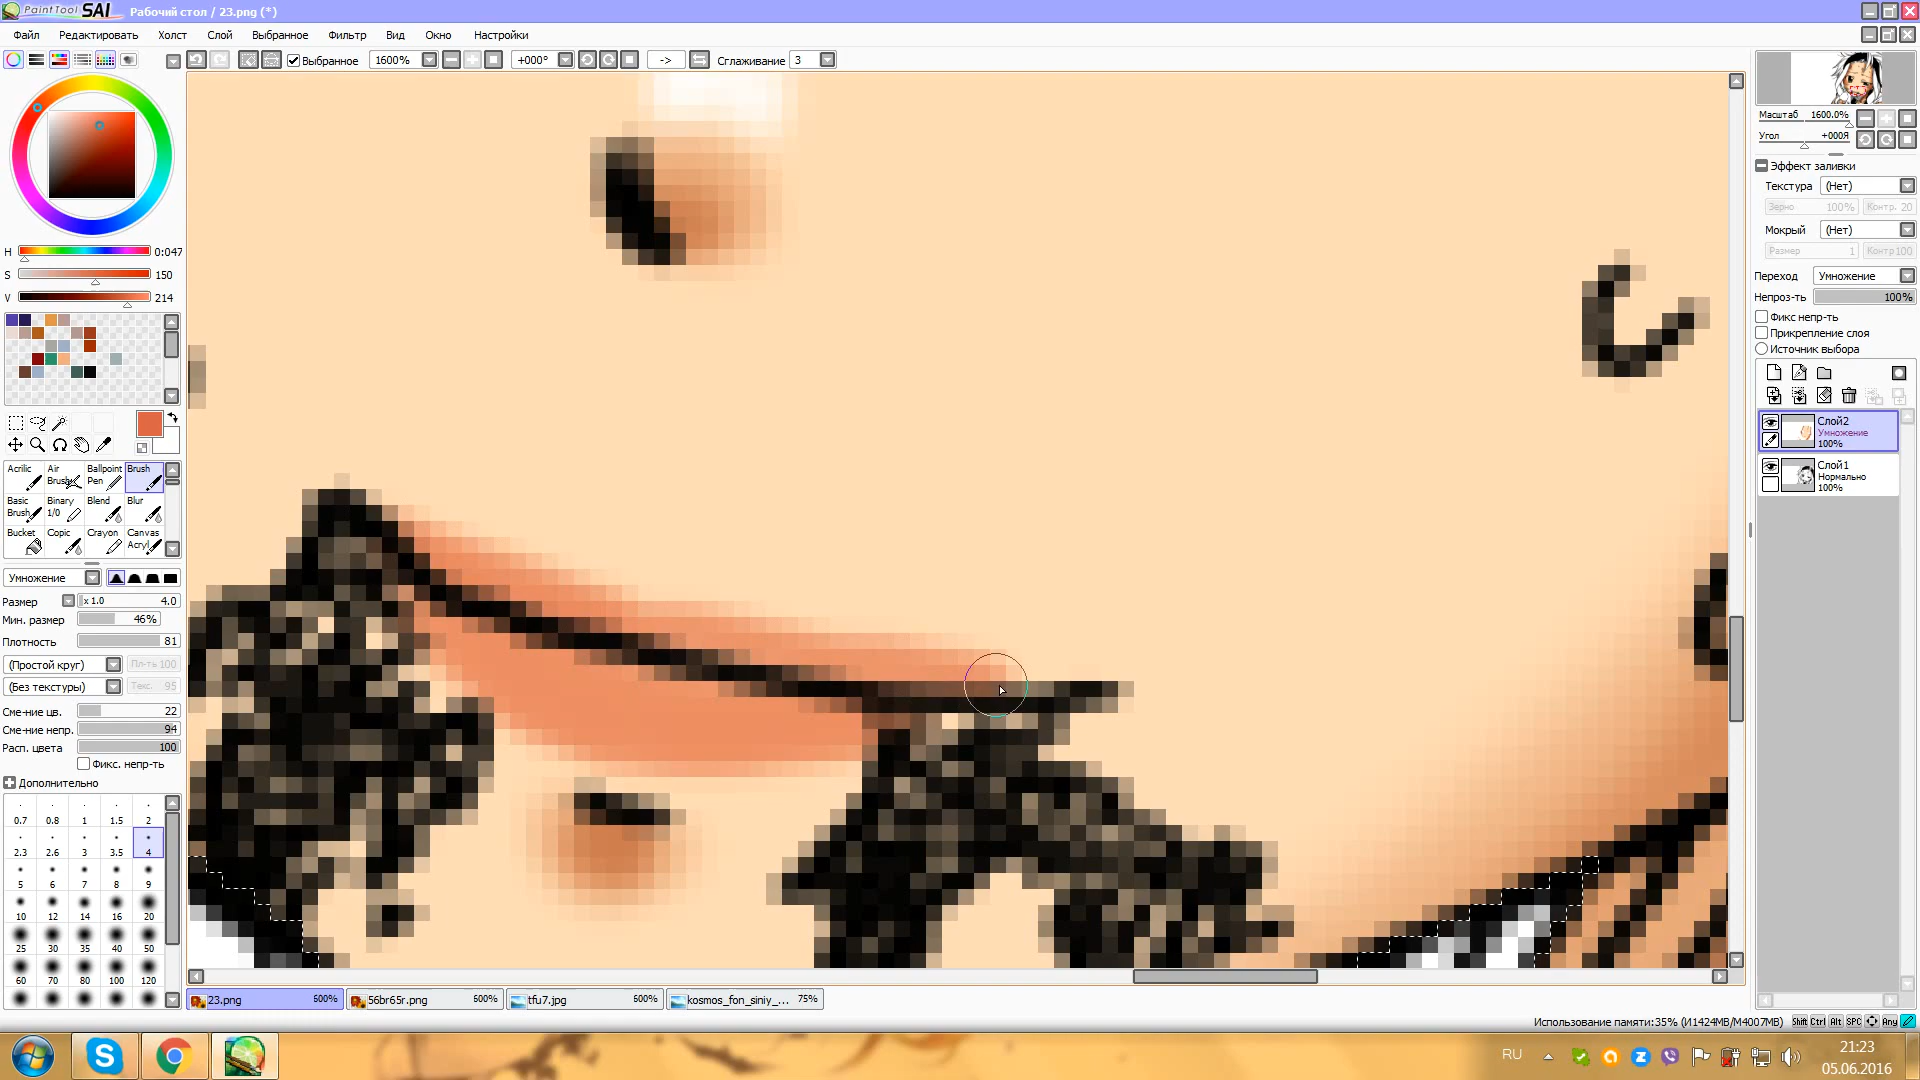 PaintTool SAI
Рабочий стол / 23.png (*)
Файл
Редактировать
Холст
Слой
Выбранное
Фильтр
Вид
Окно
Настройки
Выбранное
1600%
+000°
->
Сглаживание
3
H
0:047
S
150
V
214
Acrilic
Air Brush
Ballpoint Pen
Brush
Basic Brush
Binary 1/0
Blend
Blur
Bucket
Copic
Crayon
Canvas Acryl
Умножение
Размер
x 1.0
4.0
Мин. размер
46%
Плотность
81
(Простой круг)
Пл-ть 100
(Без текстуры)
Текс. 95
Сме-ние цв.
22
Сме-ние непр.
94
Расп. цвета
100
Фикс. непр-ть
Дополнительно
0.7 0.8 1 1.5 2
2.3 2.6 3 3.5 4
5 6 7 8 9
10 12 14 16 20
25 30 35 40 50
60 70 80 100 120
23.png 600%
56br65r.png 600%
tfu7.jpg 600%
kosmos_fon_siniy_... 75%
Масштаб
1600.0%
Угол
+000Я
Эффект заливки
Текстура
(Нет)
Зерно
100%
Контр. 20
Мокрый
(Нет)
Размер
1
Контр100
Переход
Умножение
Непроз-ть
100%
Фикс непр-ть
Прикрепление слоя
Источник выбора
Слой2
Умножение
100%
Слой1
Нормально
100%
Использование памяти:35% (И1424MB/M4007MB)
Shift Ctrl Alt SPC Any
RU
21:23
05.06.2016